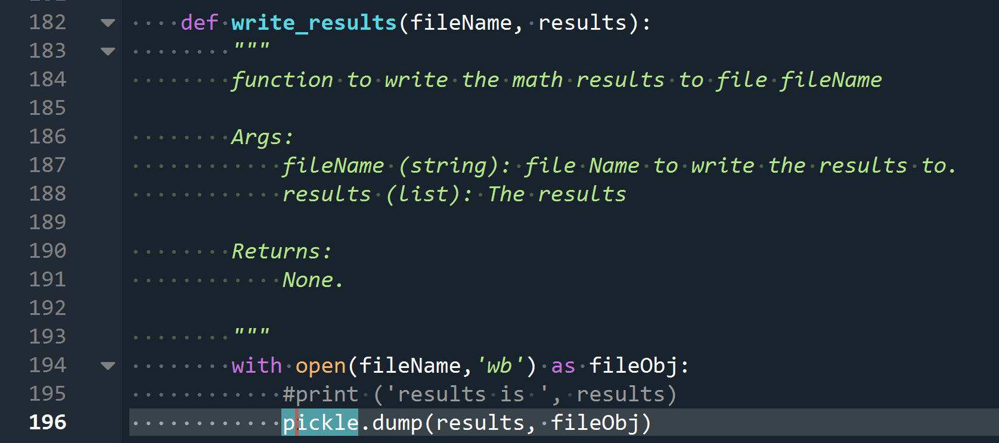 182 def write_results(fileName, results):
183 """
184 function to write the math results to file fileName
185
186 Args:
187 fileName (string): file Name to write the results to.
188 results (list): The results
189
190 Returns:
191 None.
192
193 """
194 with open(fileName,'wb') as fileObj:
195 #print ('results is ', results)
196 pickle.dump(results, fileObj)